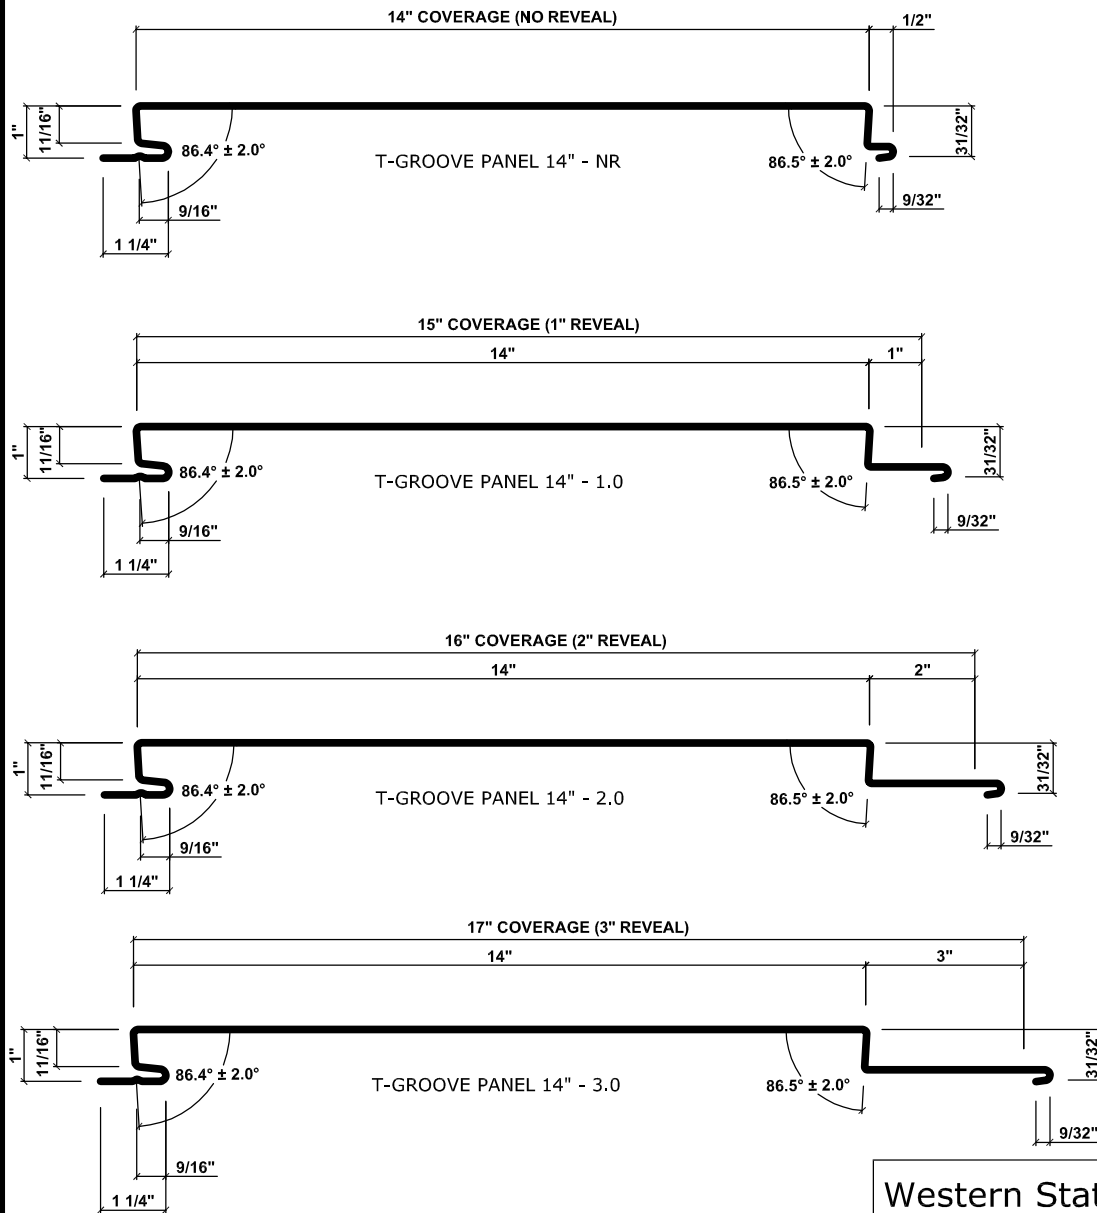 14" COVERAGE (NO REVEAL)
1/2"
1"
11/16"
86.4° ± 2.0°
T-GROOVE PANEL 14" - NR
86.5° ± 2.0°
31/32"
9/16"
9/32"
1 1/4"
15" COVERAGE (1" REVEAL)
14"
1"
1"
11/16"
86.4° ± 2.0°
T-GROOVE PANEL 14" - 1.0
86.5° ± 2.0°
31/32"
9/16"
9/32"
1 1/4"
16" COVERAGE (2" REVEAL)
14"
2"
1"
11/16"
86.4° ± 2.0°
T-GROOVE PANEL 14" - 2.0
86.5° ± 2.0°
31/32"
9/16"
9/32"
1 1/4"
17" COVERAGE (3" REVEAL)
14"
3"
1"
11/16"
86.4° ± 2.0°
T-GROOVE PANEL 14" - 3.0
86.5° ± 2.0°
31/32"
9/32"
9/16"
1 1/4"
Western Stat